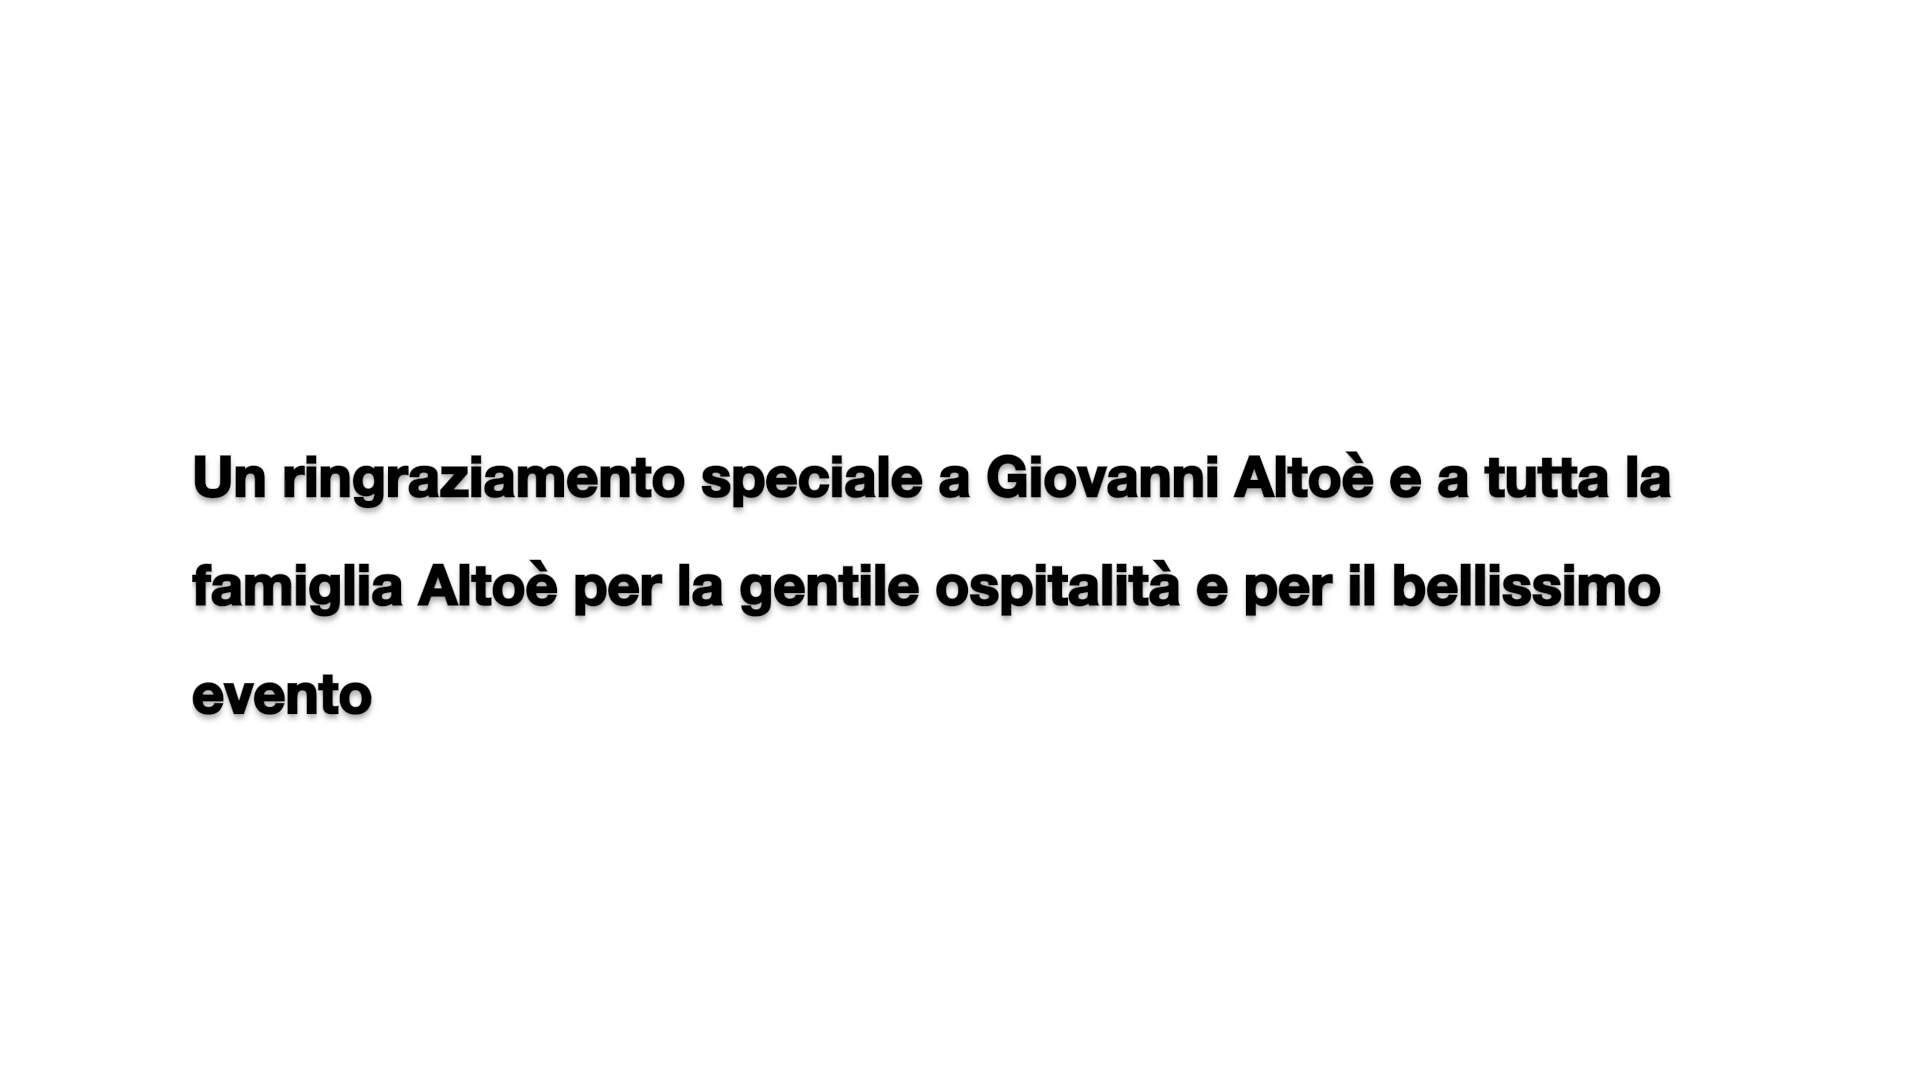 Un ringraziamento speciale a Giovanni Altoè e a tutta la
famiglia Altoè per la gentile ospitalità e per il bellissimo
evento